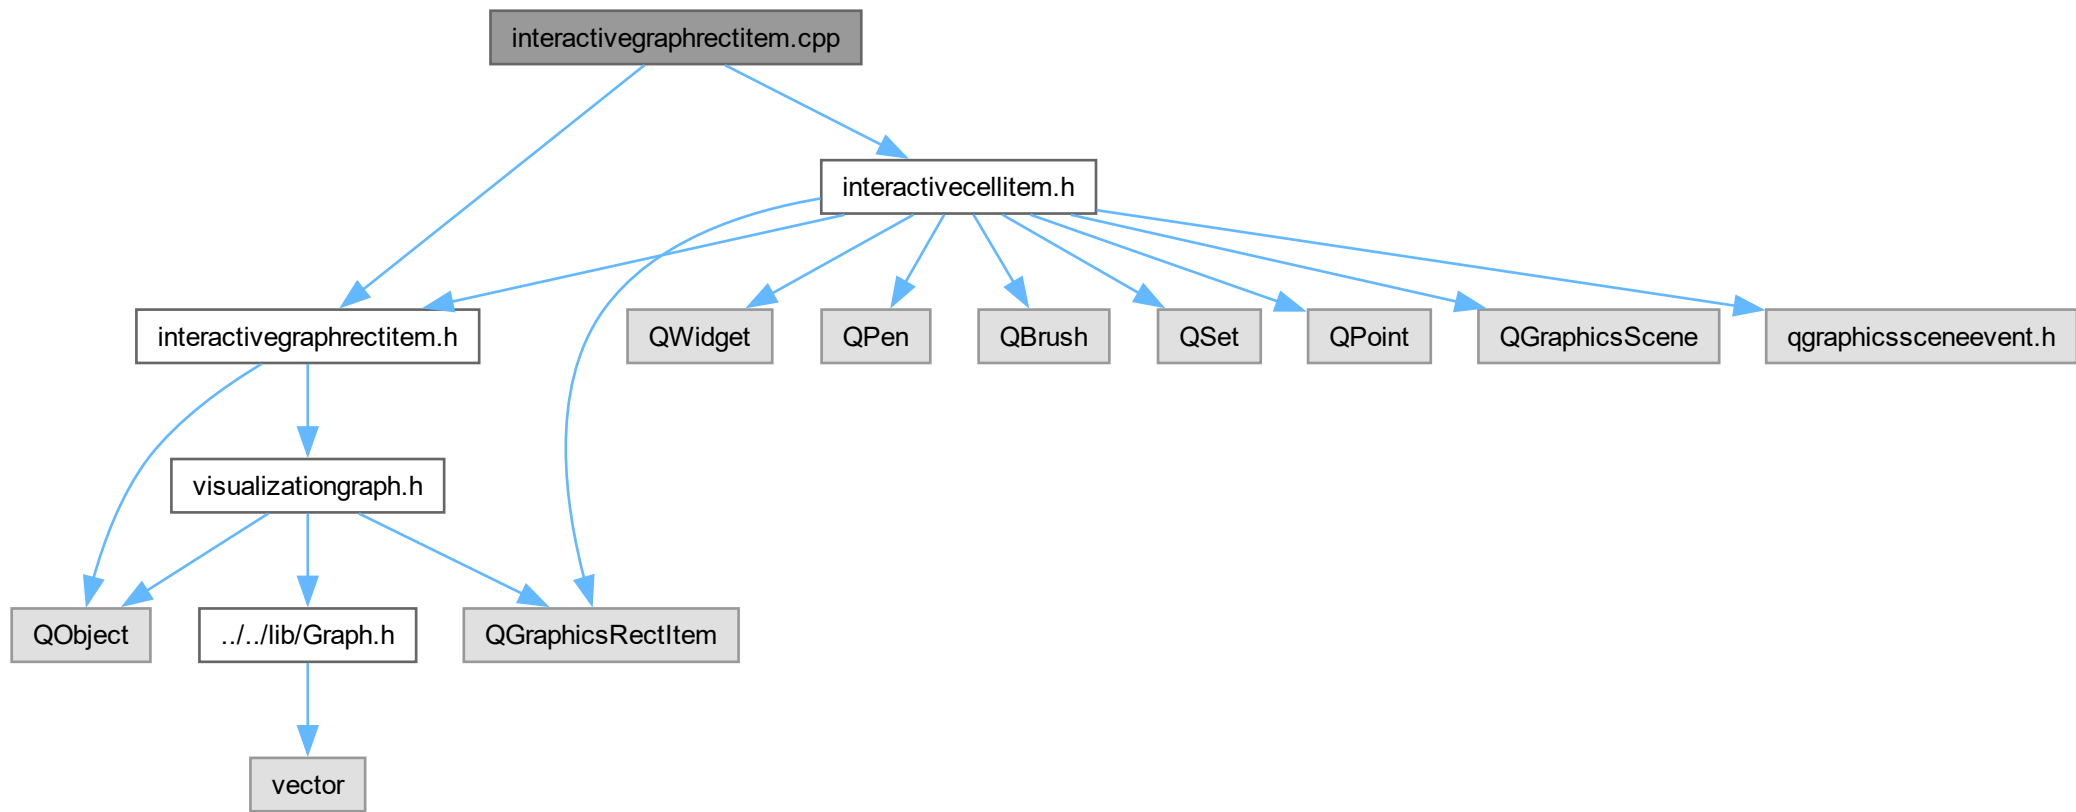 interactivegraphrectitem.cpp
interactivecellitem.h
interactivegraphrectitem.h
QWidget
QPen
QBrush
QSet
QPoint
QGraphicsScene
qgraphicssceneevent.h
visualizationgraph.h
QObject
../../lib/Graph.h
QGraphicsRectItem
vector